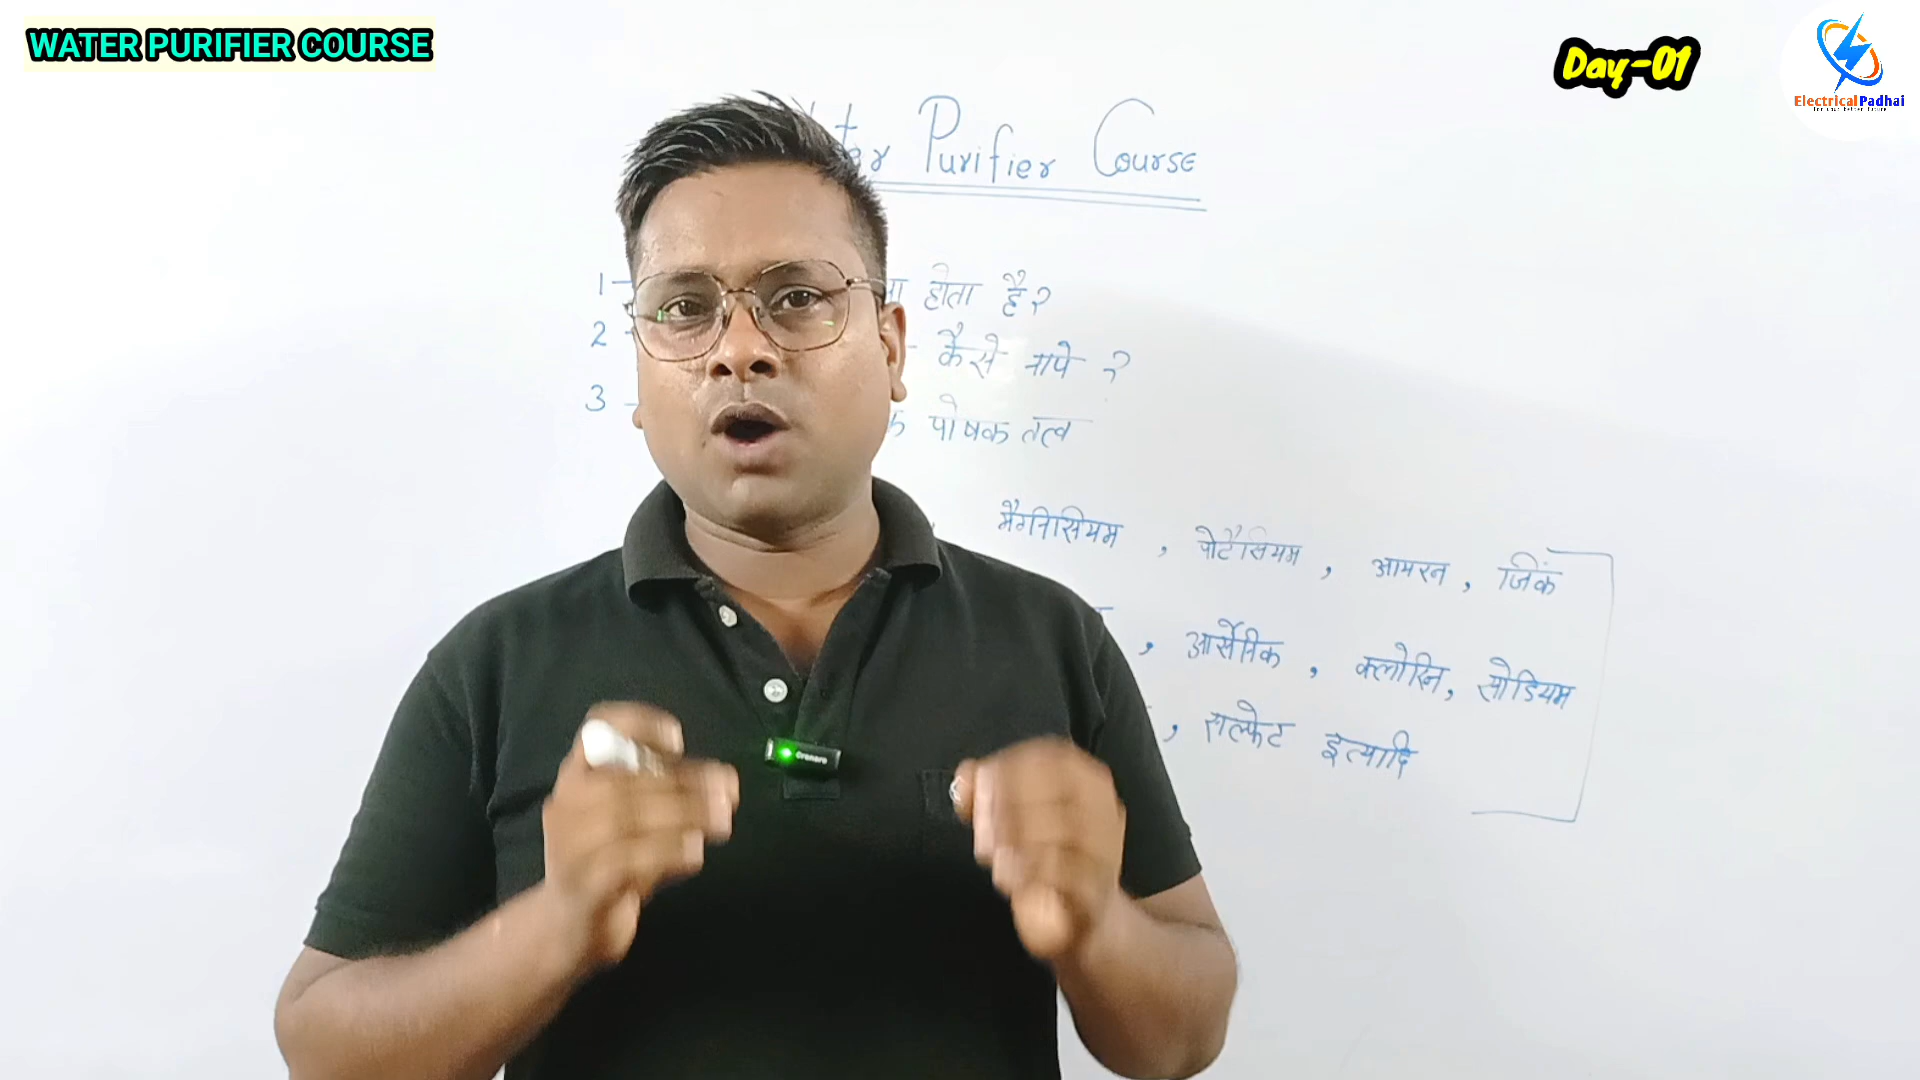 WATER PURIFIER COURSE
Day-01
ElectricalPadhai
Purifier Course
1- होता है?
2 - कैसे नापे ?
3 - पोषक तत्व
मैगनिसियम , पोटैसियम , आयरन , जिंक
, आर्सेनिक , क्लोरिन, सोडियम
, सल्फेट इत्यादि